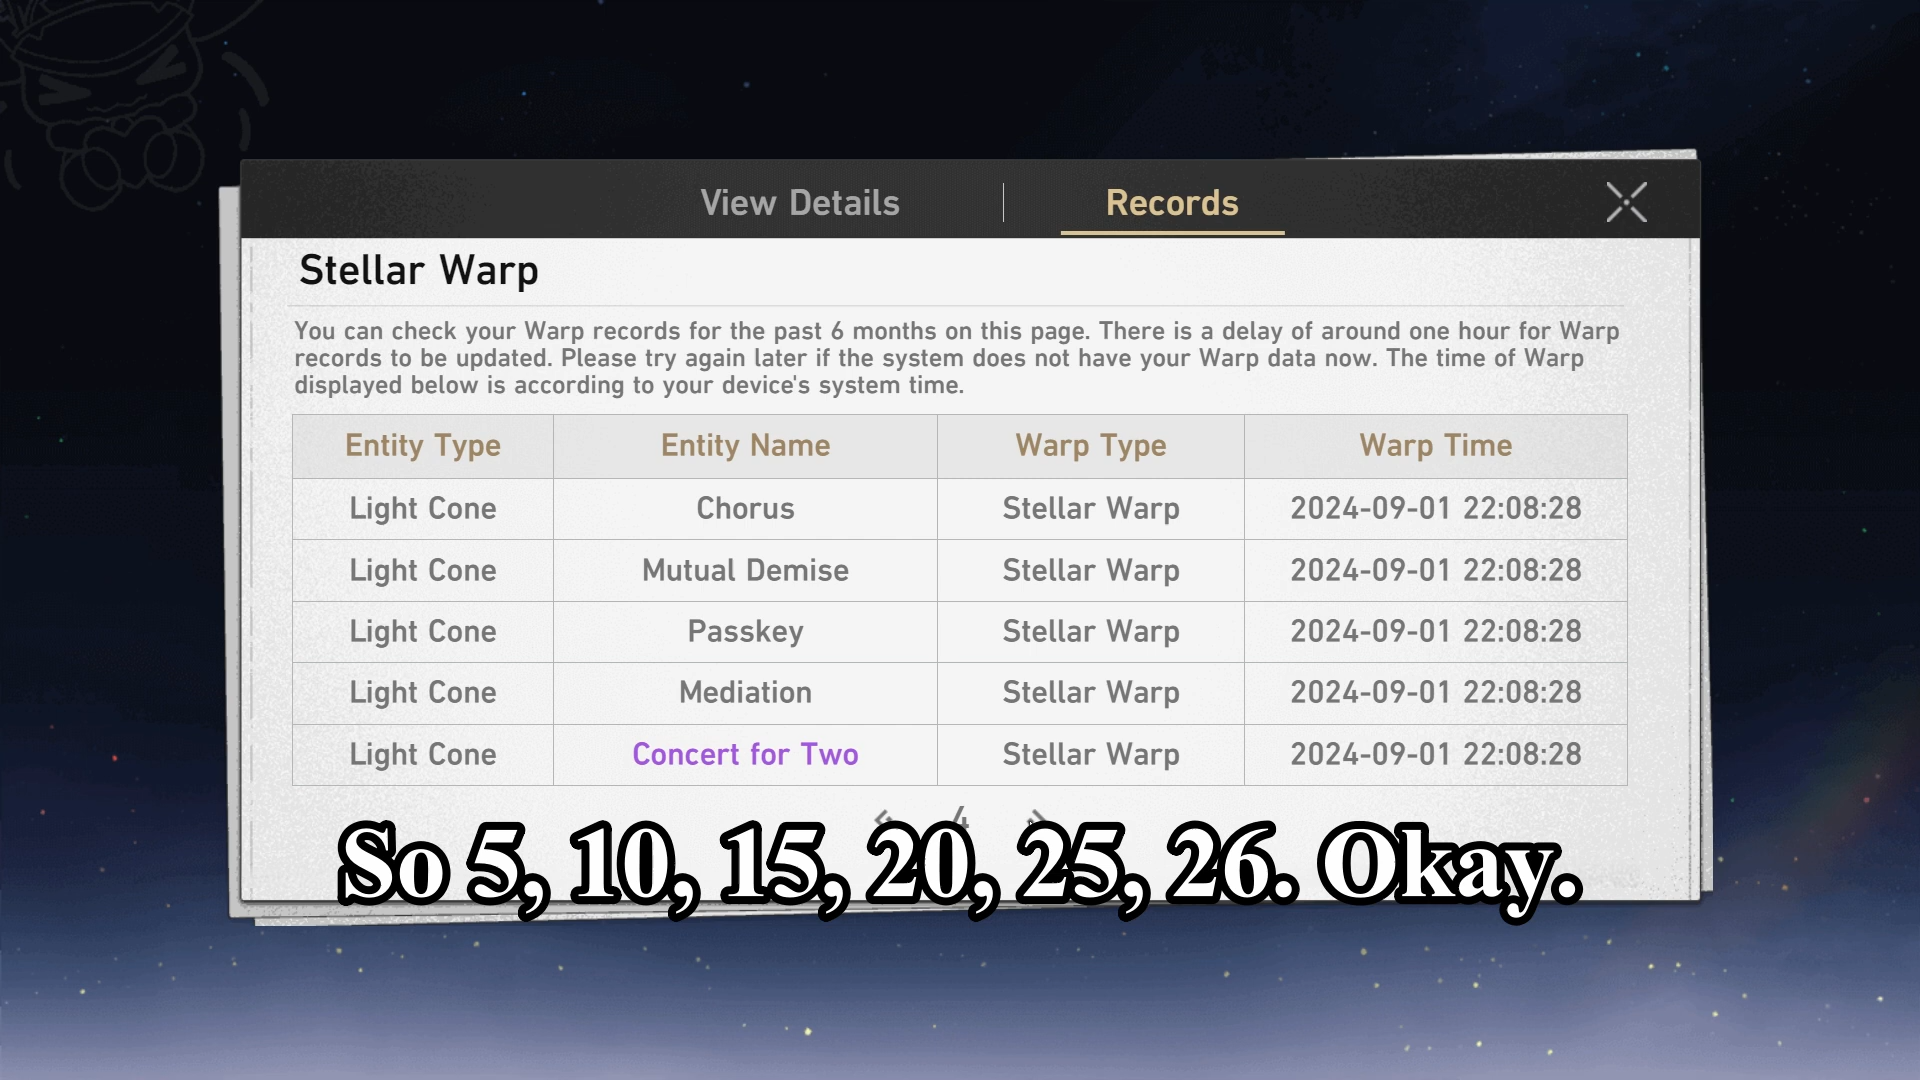 View Details
Records
Stellar Warp
You can check your Warp records for the past 6 months on this page. There is a delay of around one hour for Warp
records to be updated. Please try again later if the system does not have your Warp data now. The time of Warp
displayed below is according to your device's system time.
Entity Type Entity Name Warp Type Warp Time
Light Cone Chorus Stellar Warp 2024-09-01 22:08:28
Light Cone Mutual Demise Stellar Warp 2024-09-01 22:08:28
Light Cone Passkey Stellar Warp 2024-09-01 22:08:28
Light Cone Mediation Stellar Warp 2024-09-01 22:08:28
Light Cone Concert for Two Stellar Warp 2024-09-01 22:08:28
4
So 5, 10, 15, 20, 25, 26. Okay.